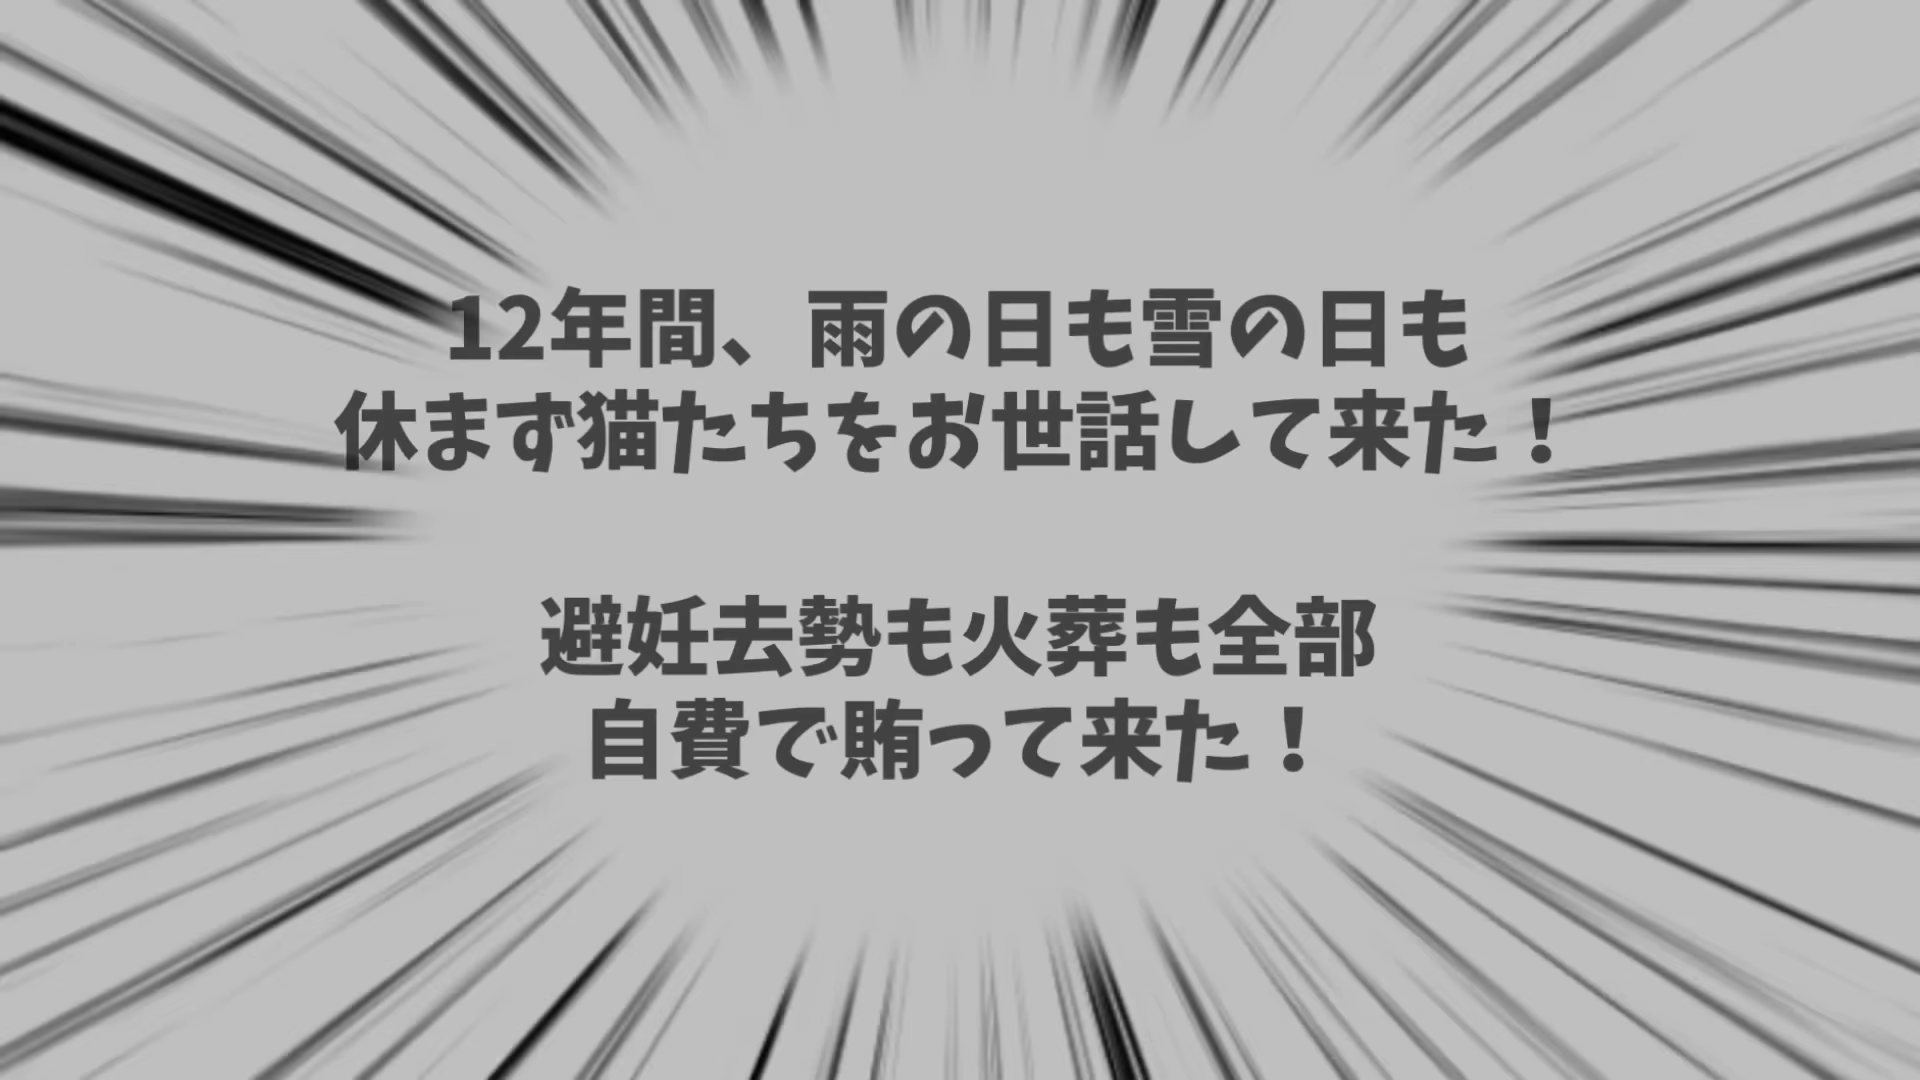 12年間、雨の日も雪の日も
休まず猫たちをお世話して来た！
避妊去勢も火葬も全部
自費で賄って来た！